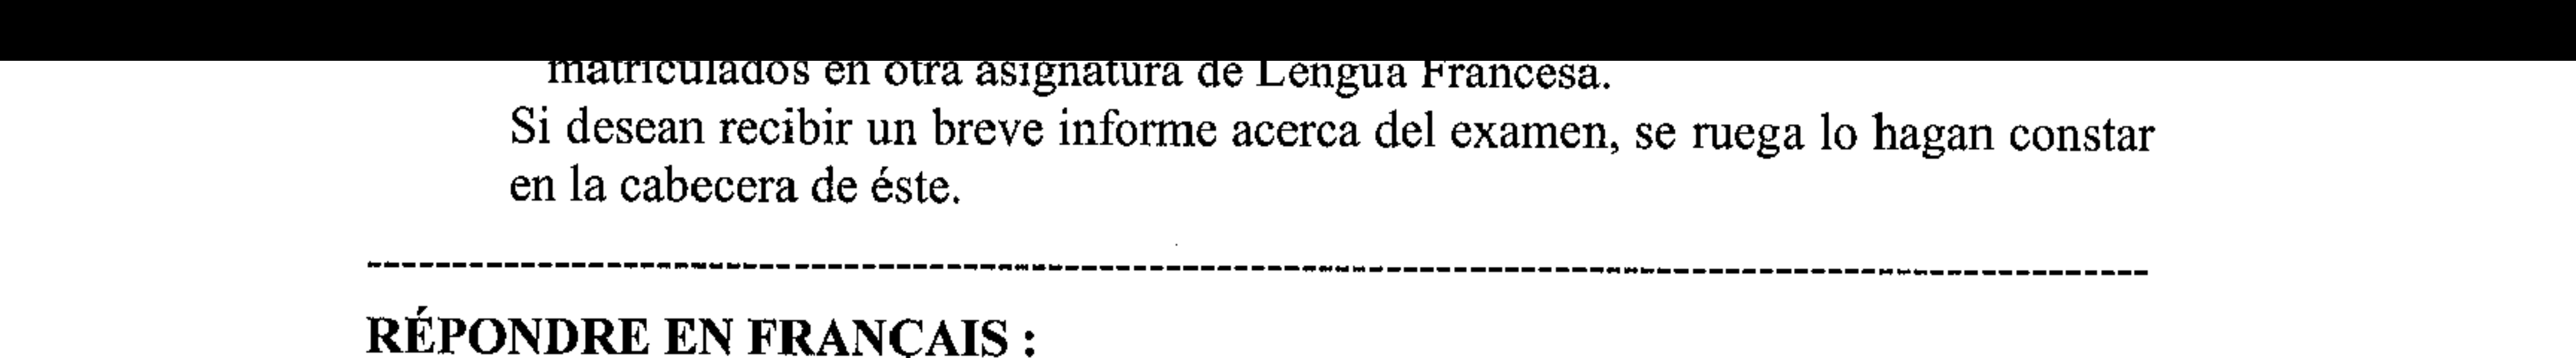 matriculados en otra asignatura de Lengua Francesa.
Si desean recibir un breve informe acerca del examen, se ruega lo hagan constar
en la cabecera de éste.
--------------------------------------------------------------------------------------------------------
RÉPONDRE EN FRANÇAIS :